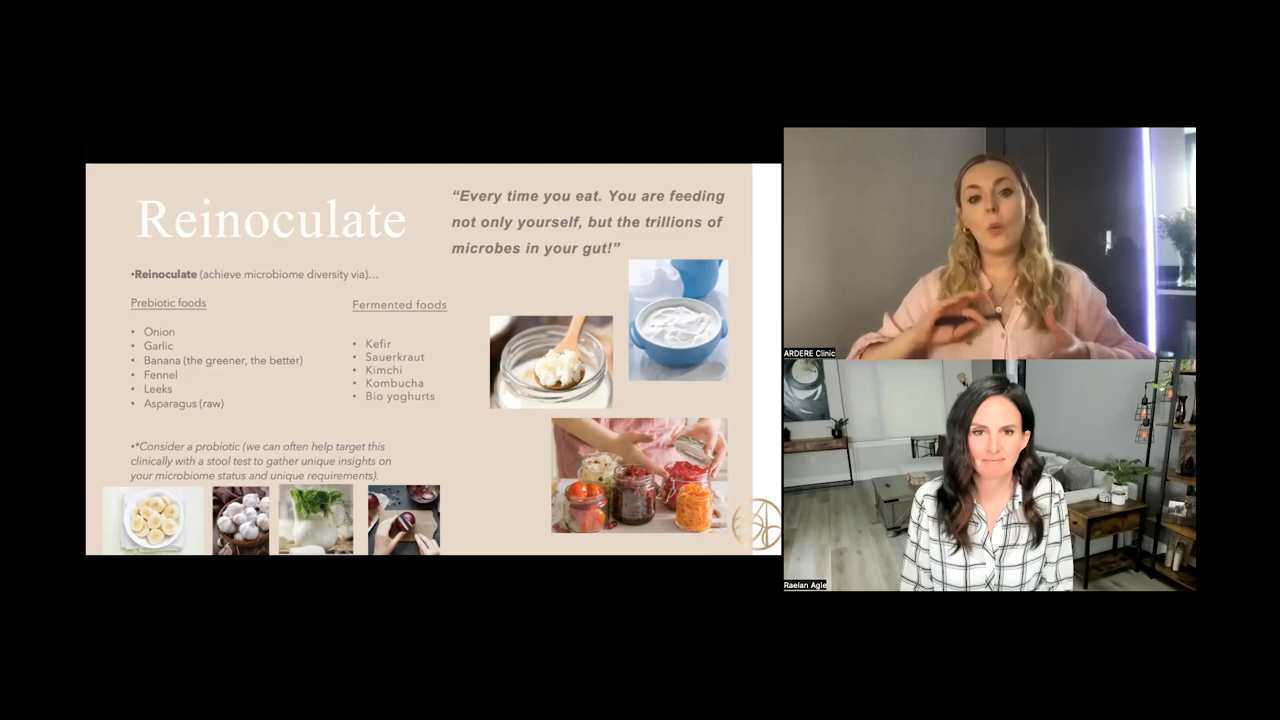 Reinoculate
“Every time you eat. You are feeding
not only yourself, but the trillions of
microbes in your gut!”
•Reinoculate (achieve microbiome diversity via)…
Prebiotic foods
• Onion
• Garlic
• Banana (the greener, the better)
• Fennel
• Leeks
• Asparagus (raw)
Fermented foods
• Kefir
• Sauerkraut
• Kimchi
• Kombucha
• Bio yoghurts
•*Consider a probiotic (we can often help target this
clinically with a stool test to gather unique insights on
your microbiome status and unique requirements).
ARDERE Clinic
Raelan Agle